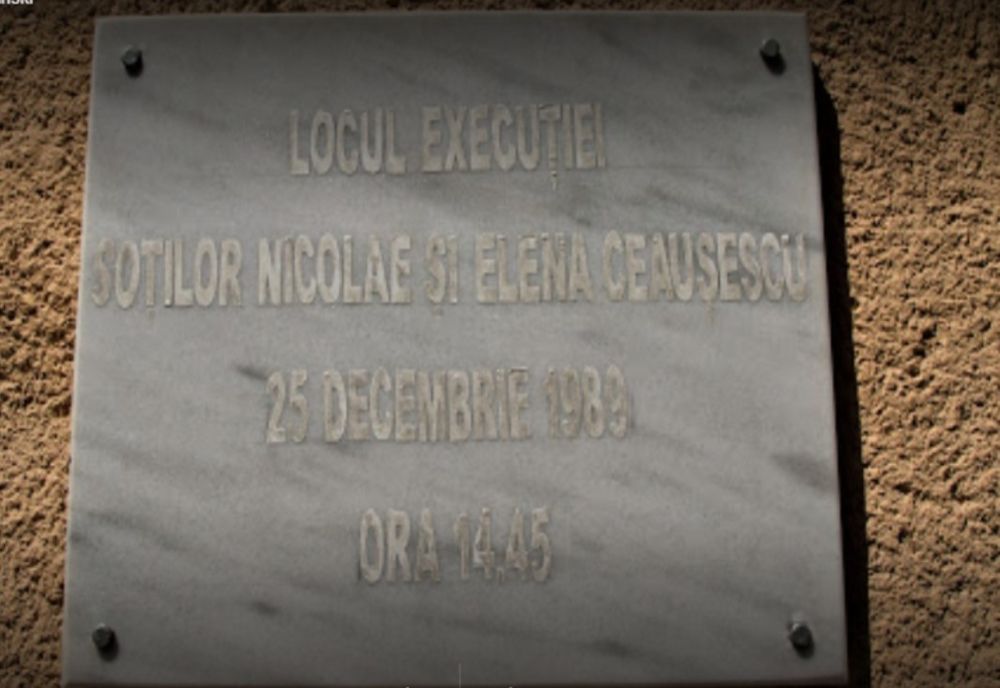 LOCUL EXECUȚIEI
SOȚILOR NICOLAE ȘI ELENA CEAUȘESCU
25 DECEMBRIE 1989
ORA 14.45